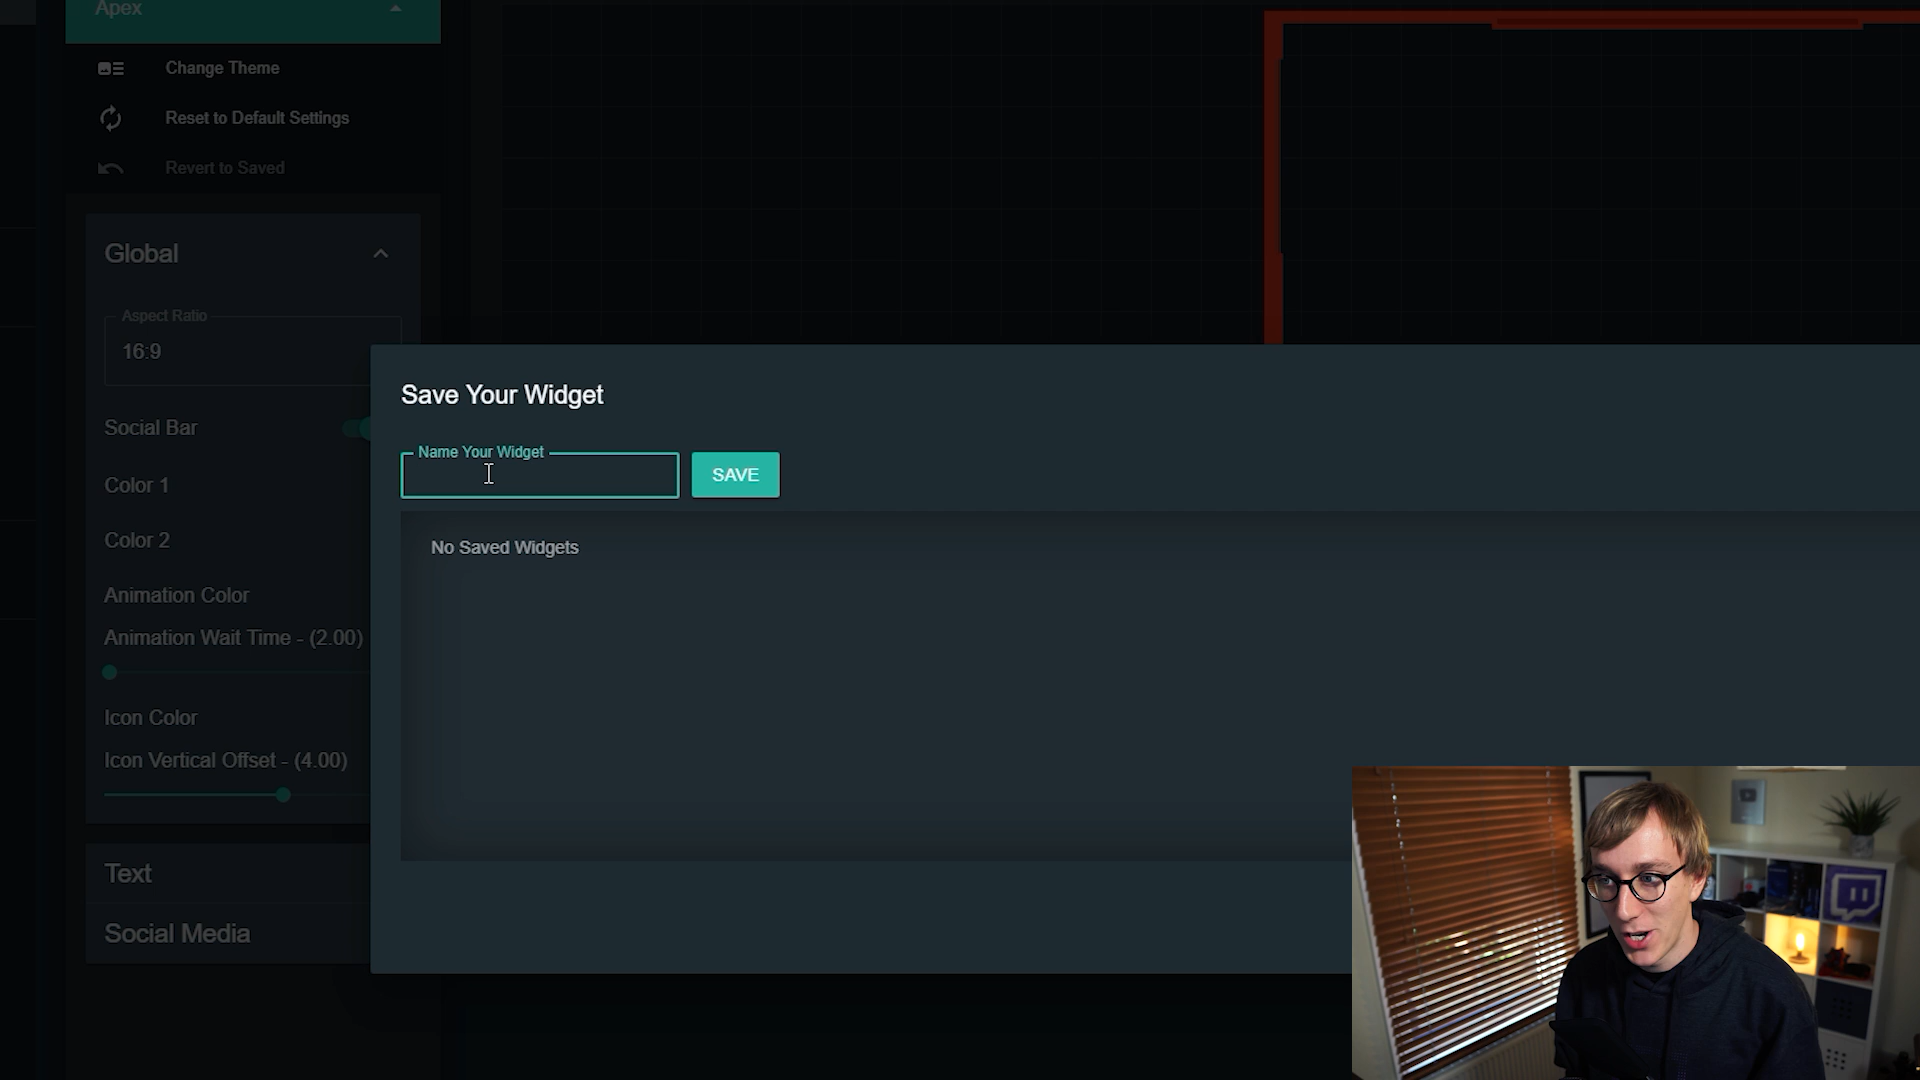 Apex
Change Theme
Reset to Default Settings
Revert to Saved
Global
Aspect Ratio
16:9
Social Bar
Color 1
Color 2
Animation Color
Animation Wait Time - (2.00)
Icon Color
Icon Vertical Offset - (4.00)
Text
Social Media
Save Your Widget
Name Your Widget
SAVE
No Saved Widgets